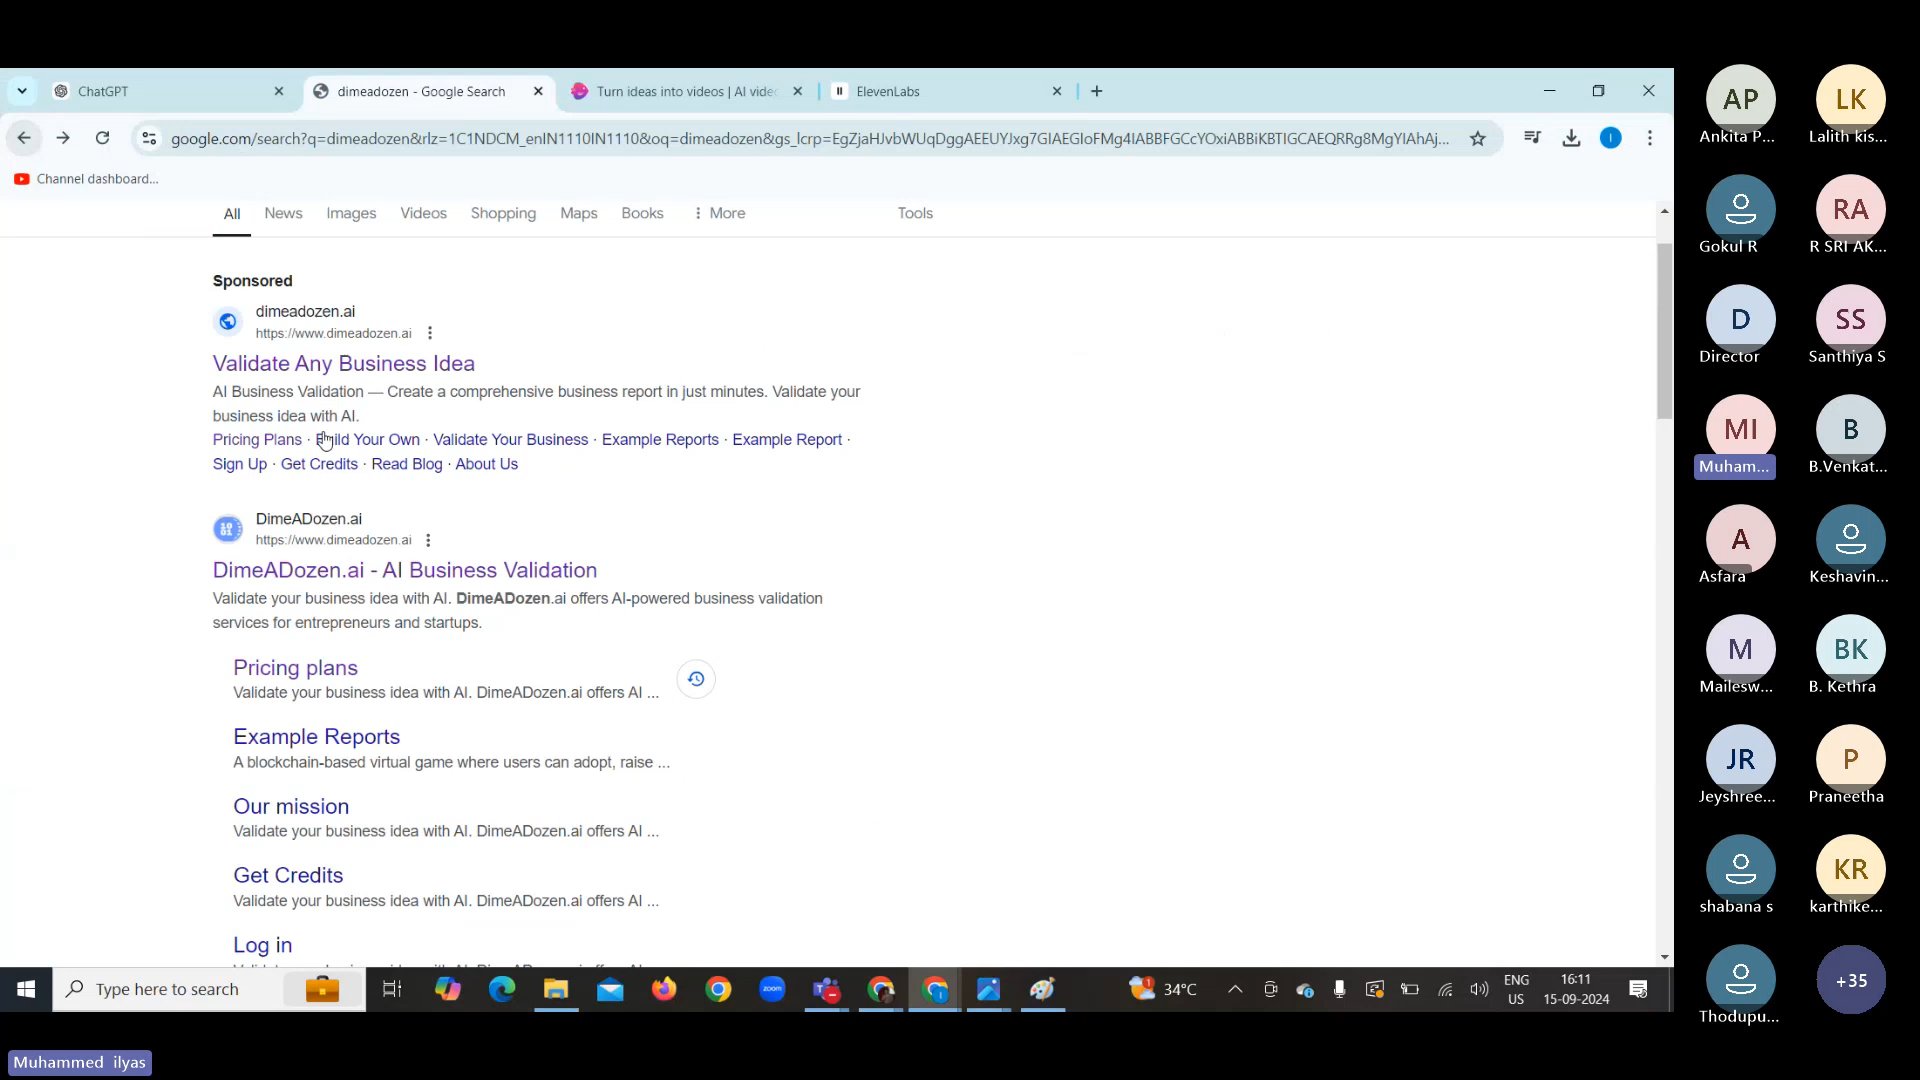 ChatGPT
dimeadozen - Google Search
Turn ideas into videos | AI vide
ElevenLabs
google.com/search?q=dimeadozen&rlz=1C1NDCM_enIN1110IN1110&oq=dimeadozen&gs_lcrp=EgZjaHJvbWUqDggAEEUYJxg7GIAEGIoFMg4IABBFGCcYOxiABBiKBTIGCAEQRRg8MgYIAhAj...
Channel dashboard...
All News Images Videos Shopping Maps Books More Tools
Sponsored
dimeadozen.ai
https://www.dimeadozen.ai
Validate Any Business Idea
AI Business Validation — Create a comprehensive business report in just minutes. Validate your
business idea with AI.
Pricing Plans · Build Your Own · Validate Your Business · Example Reports · Example Report ·
Sign Up · Get Credits · Read Blog · About Us
DimeADozen.ai
https://www.dimeadozen.ai
DimeADozen.ai - AI Business Validation
Validate your business idea with AI. DimeADozen.ai offers AI-powered business validation
services for entrepreneurs and startups.
Pricing plans
Validate your business idea with AI. DimeADozen.ai offers AI ...
Example Reports
A blockchain-based virtual game where users can adopt, raise ...
Our mission
Validate your business idea with AI. DimeADozen.ai offers AI ...
Get Credits
Validate your business idea with AI. DimeADozen.ai offers AI ...
Log in
Type here to search
zoom
34°C
ENG
US
16:11
15-09-2024
AP
Ankita P...
LK
Lalith kis...
Gokul R
RA
R SRI AK...
D
Director
SS
Santhiya S
MI
Muham...
B
B.Venkat...
A
Asfara
Keshavin...
M
Mailesw...
BK
B. Kethra
JR
Jeyshree...
P
Praneetha
shabana s
KR
karthike...
Thodupu...
+35
Muhammed ilyas